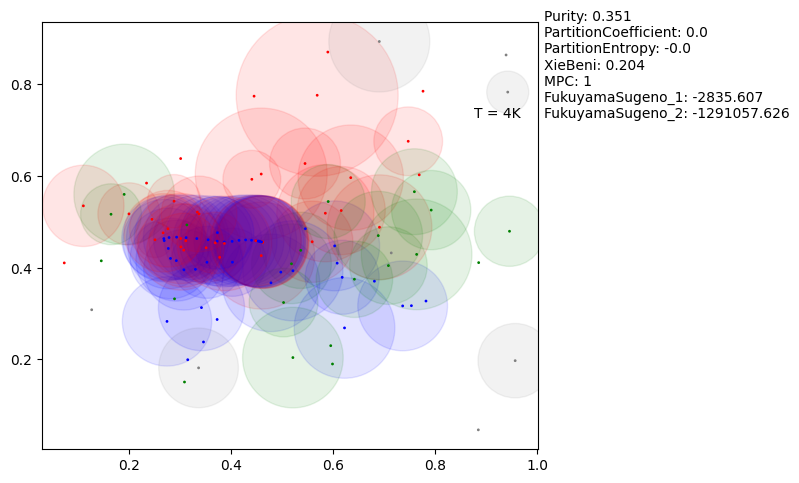 Purity: 0.351
PartitionCoefficient: 0.0
PartitionEntropy: -0.0
XieBeni: 0.204
MPC: 1
FukuyamaSugeno_1: -2835.607
FukuyamaSugeno_2: -1291057.626
T = 4K
0.8
0.6
0.4
0.2
0.2 0.4 0.6 0.8 1.0